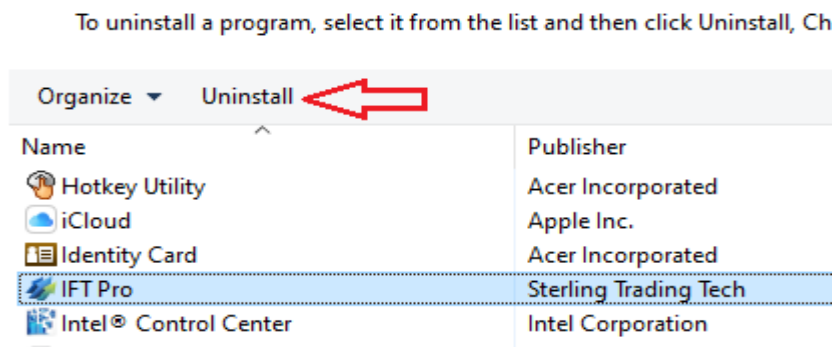 To uninstall a program, select it from the list and then click Uninstall, Ch
Organize Uninstall
Name Publisher
Hotkey Utility Acer Incorporated
iCloud Apple Inc.
Identity Card Acer Incorporated
IFT Pro Sterling Trading Tech
Intel® Control Center Intel Corporation